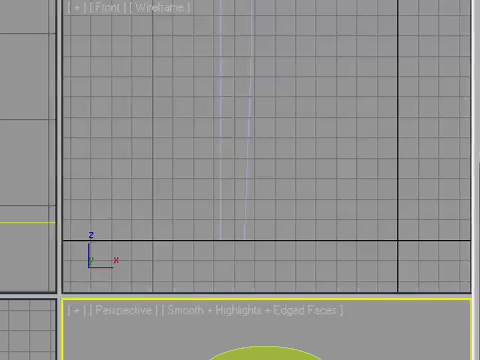 [ + ] [ Front ] [ Wireframe ]
z
y x
[ + ] [ Perspective ] [ Smooth + Highlights + Edged Faces ]